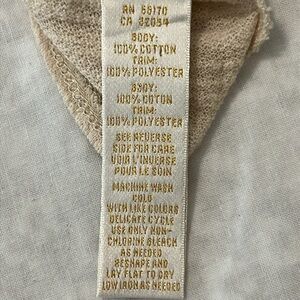 RN 55170
CA 32054
BODY:
100% COTTON
TRIM:
100% POLYESTER
BODY:
100% COTON
TRIM:
100% POLYESTER
SEE REVERSE
SIDE FOR CARE
VOIR L'INVERSE
POUR LE SOIN
MACHINE WASH
COLD
WITH LIKE COLORS
DELICATE CYCLE
USE ONLY NON-
CHLORINE BLEACH
AS NEEDED
RESHAPE AND
LAY FLAT TO DRY
LOW IRON AS NEEDED